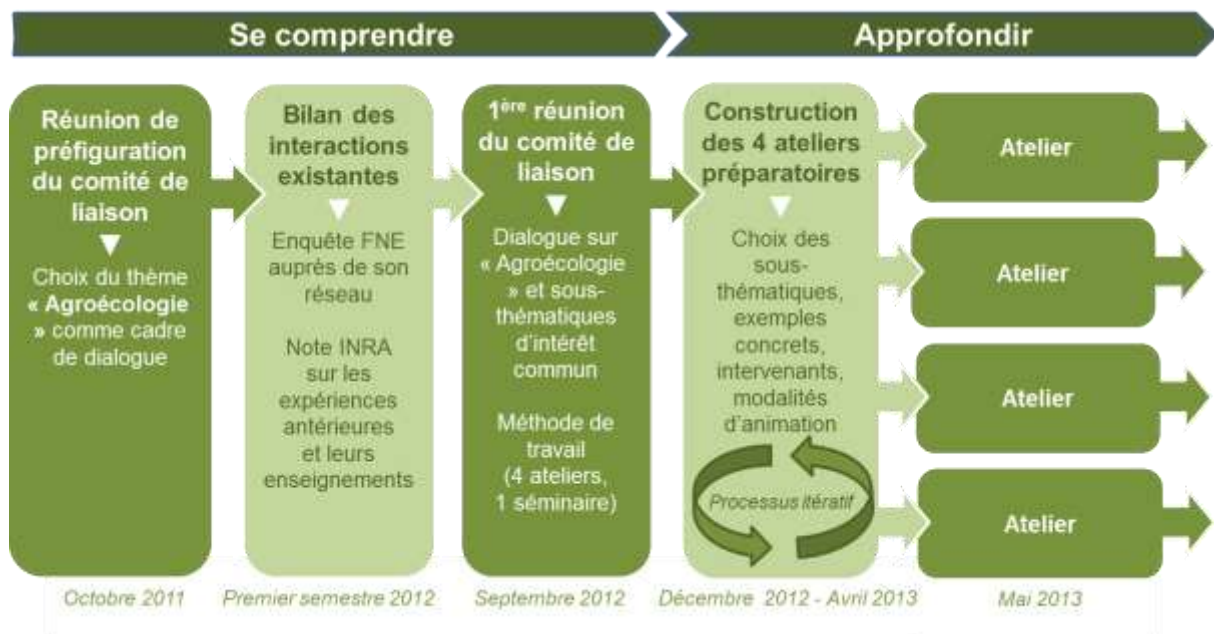 Se comprendre
Approfondir
Réunion de
préfiguration
du comité de
liaison
Choix du thème
« Agroécologie
» comme cadre
de dialogue
Bilan des
interactions
existantes
Enquête FNE
auprès de son
réseau
Note INRA
sur les
expériences
antérieures
et leurs
enseignements
1ère réunion
du comité de
liaison
Dialogue sur
« Agroécologie
» et sous-
thématiques
d'intérêt
commun
Méthode de
travail
(4 ateliers,
1 séminaire)
Construction
des 4 ateliers
préparatoires
Choix des
sous-
thématiques,
exemples
concrets,
intervenants,
modalités
d'animation
Processus itératif
Atelier
Atelier
Atelier
Atelier
Octobre 2011
Premier semestre 2012
Septembre 2012
Décembre 2012 - Avril 2013
Mai 2013